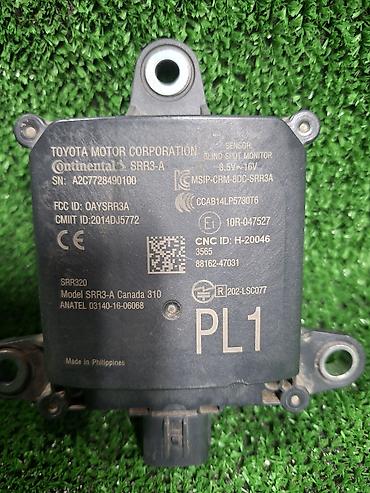 TOYOTA MOTOR CORPORATION
Continental SRR3-A
SN: A2C7728490100
SENSOR
BLIND SPOT MONITOR
8.5V~16V
MSIP-CRM-8DC-SRR3A
FCC ID: OAYSRR3A
CMIIT ID:2014DJ5772
CCAB14LP5730T6
CE
E1 10R-047527
CNC ID: H-20046
3565
88162-47031
SRR320
Model SRR3-A Canada 310
ANATEL 03140-16-06068
R 202-LSC077
PL1
Made in Philippines